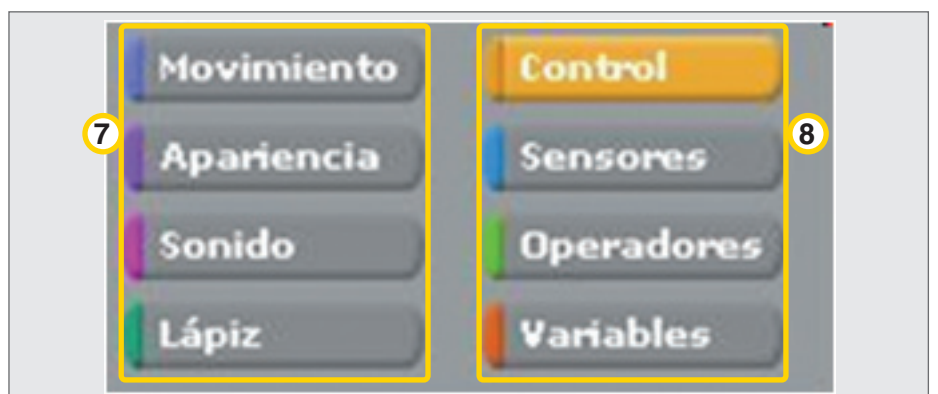 7
Movimiento
Apariencia
Sonido
Lápiz
8
Control
Sensores
Operadores
Variables